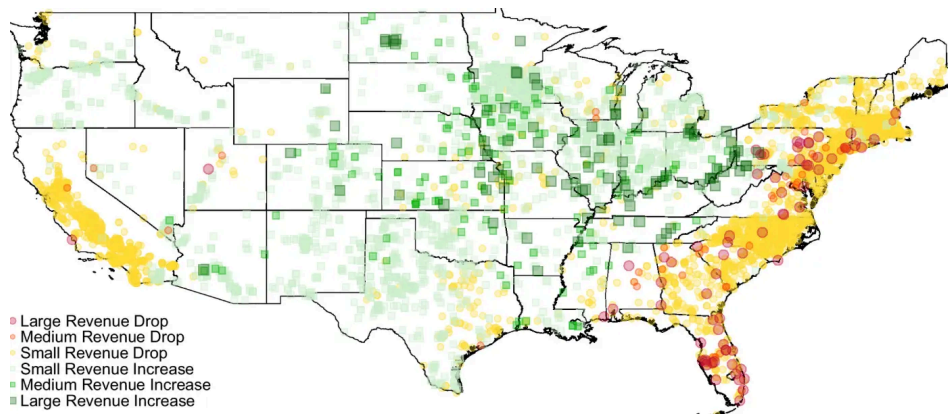 Large Revenue Drop
Medium Revenue Drop
Small Revenue Drop
Small Revenue Increase
Medium Revenue Increase
Large Revenue Increase